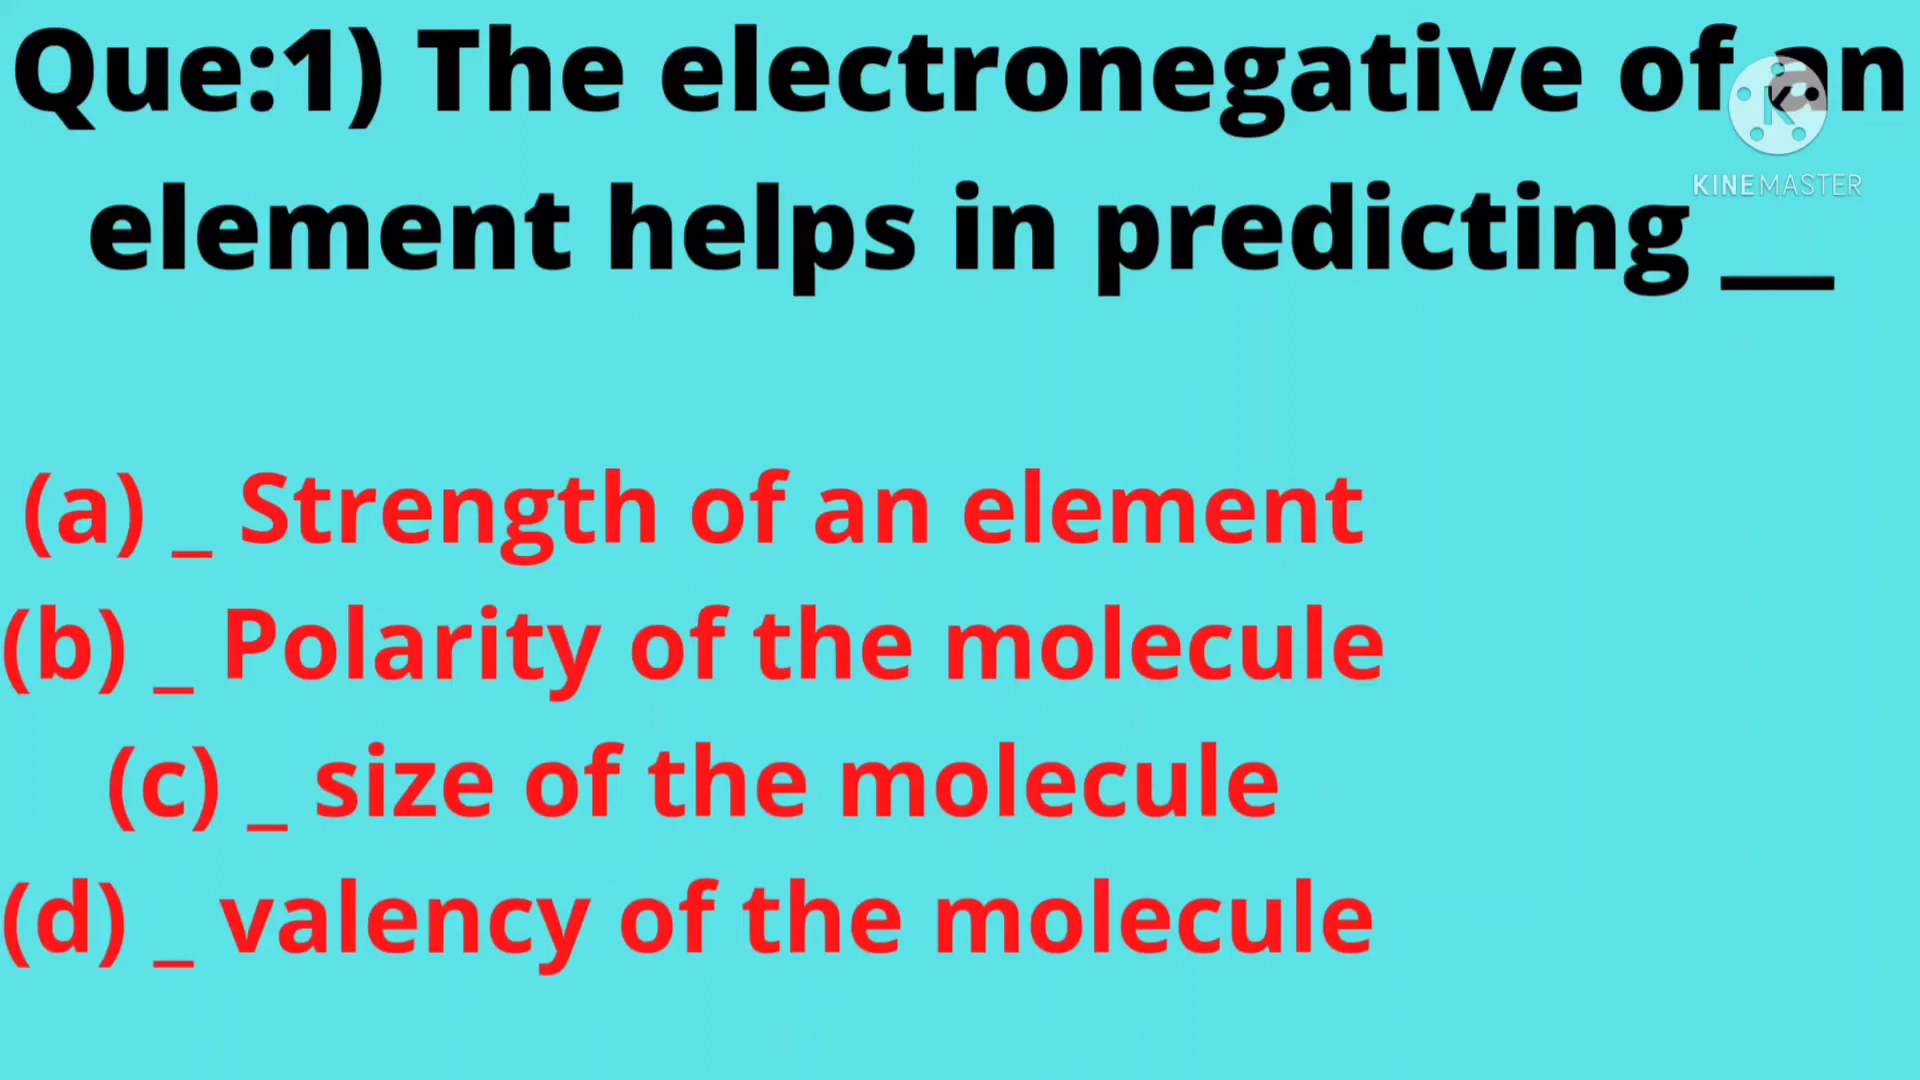 Que:1) The electronegative of an
KINEMASTER
element helps in predicting __
(a) _ Strength of an element
(b) _ Polarity of the molecule
(c) _ size of the molecule
(d) _ valency of the molecule